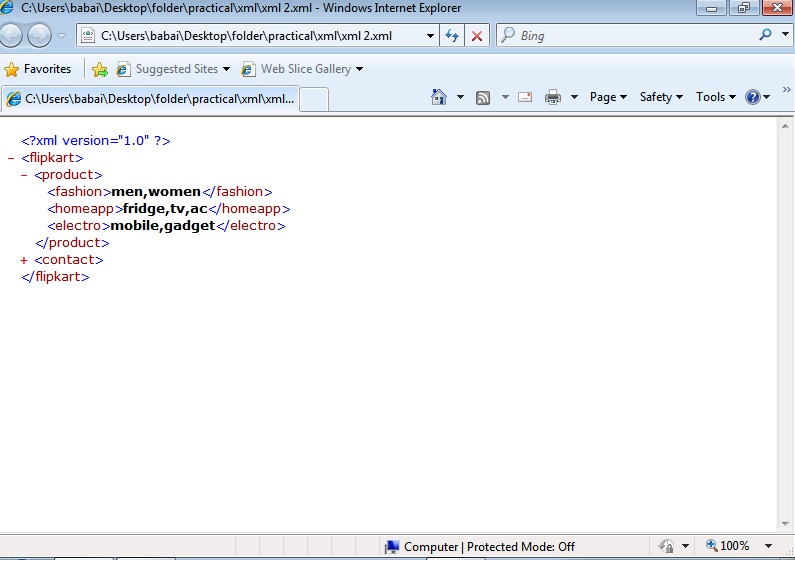 C:\Users\babai\Desktop\folder\practical\xml\xml 2.xml - Windows Internet Explorer
C:\Users\babai\Desktop\folder\practical\xml\xml 2.xml
Bing
Favorites
Suggested Sites
Web Slice Gallery
C:\Users\babai\Desktop\folder\practical\xml\xml...
Page
Safety
Tools
<?xml version="1.0" ?>
- <flipkart>
- <product>
<fashion>men,women</fashion>
<homeapp>fridge,tv,ac</homeapp>
<electro>mobile,gadget</electro>
</product>
+ <contact>
</flipkart>
Computer | Protected Mode: Off
100%